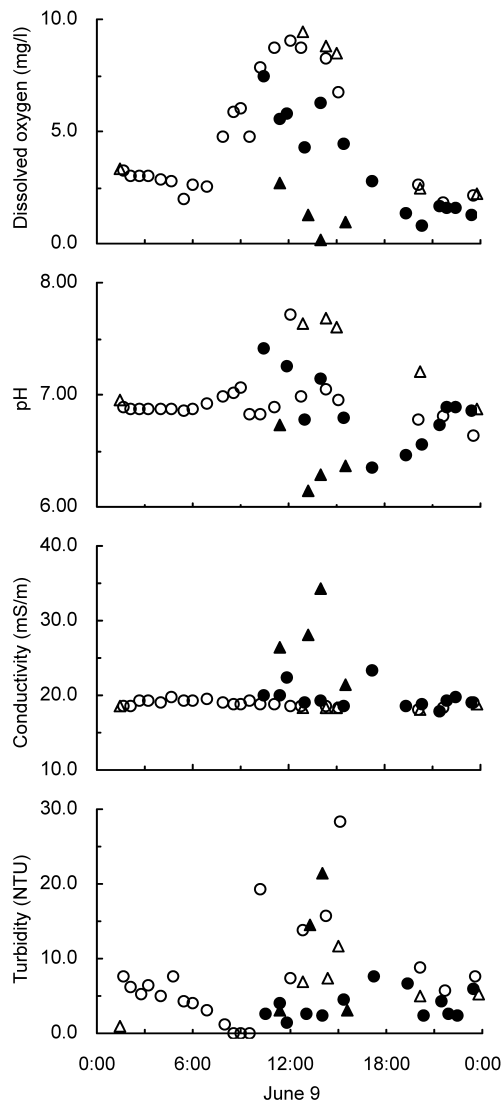 Dissolved oxygen (mg/l)
10.0
5.0
0.0
pH
8.00
7.00
6.00
Conductivity (mS/m)
40.0
30.0
20.0
10.0
Turbidity (NTU)
30.0
20.0
10.0
0.0
0:00 6:00 12:00 18:00 0:00
June 9